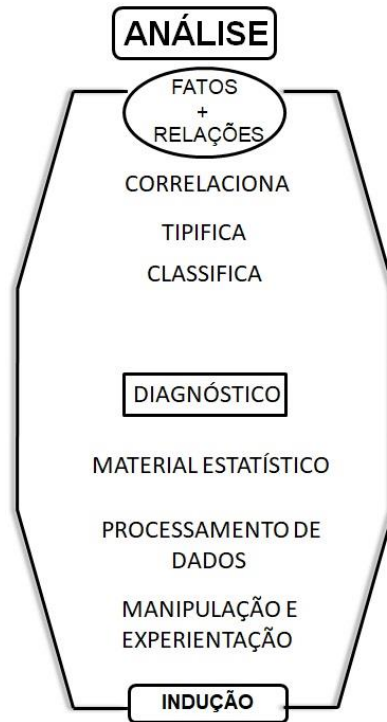 ANÁLISE
FATOS
+
RELAÇÕES
CORRELACIONA
TIPIFICA
CLASSIFICA
DIAGNÓSTICO
MATERIAL ESTATÍSTICO
PROCESSAMENTO DE
DADOS
MANIPULAÇÃO E
EXPERIENTAÇÃO
INDUÇÃO